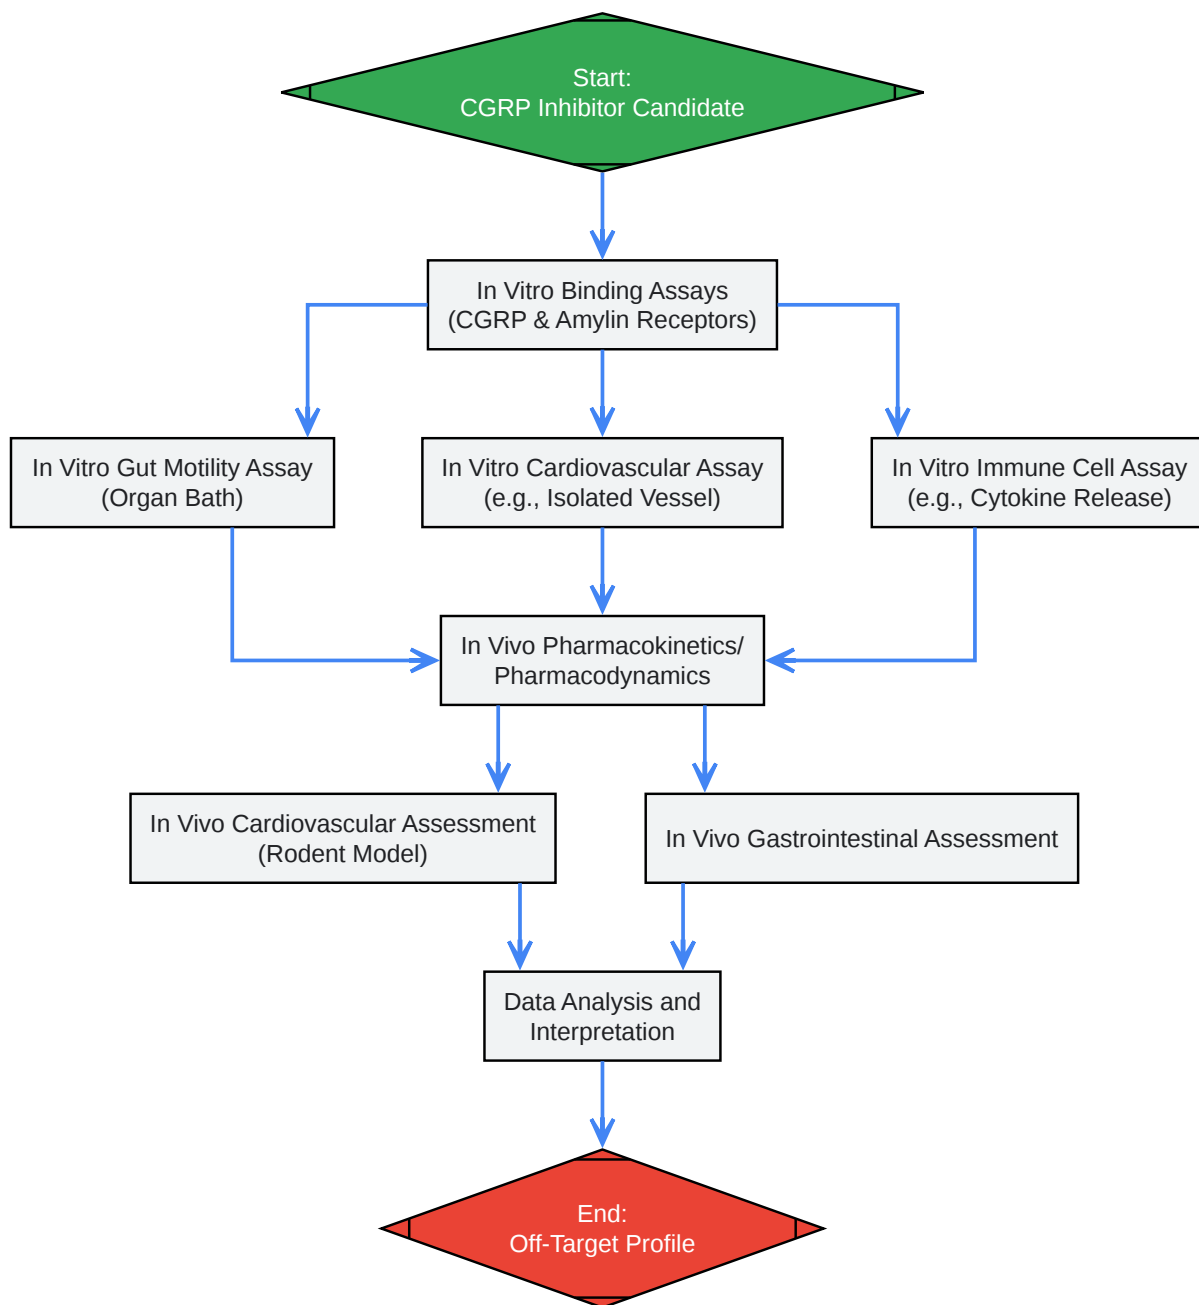 Start:
CGRP Inhibitor Candidate
In Vitro Binding Assays
(CGRP & Amylin Receptors)
In Vitro Gut Motility Assay
(Organ Bath)
In Vitro Cardiovascular Assay
(e.g., Isolated Vessel)
In Vitro Immune Cell Assay
(e.g., Cytokine Release)
In Vivo Pharmacokinetics/
Pharmacodynamics
In Vivo Cardiovascular Assessment
(Rodent Model)
In Vivo Gastrointestinal Assessment
Data Analysis and
Interpretation
End:
Off-Target Profile